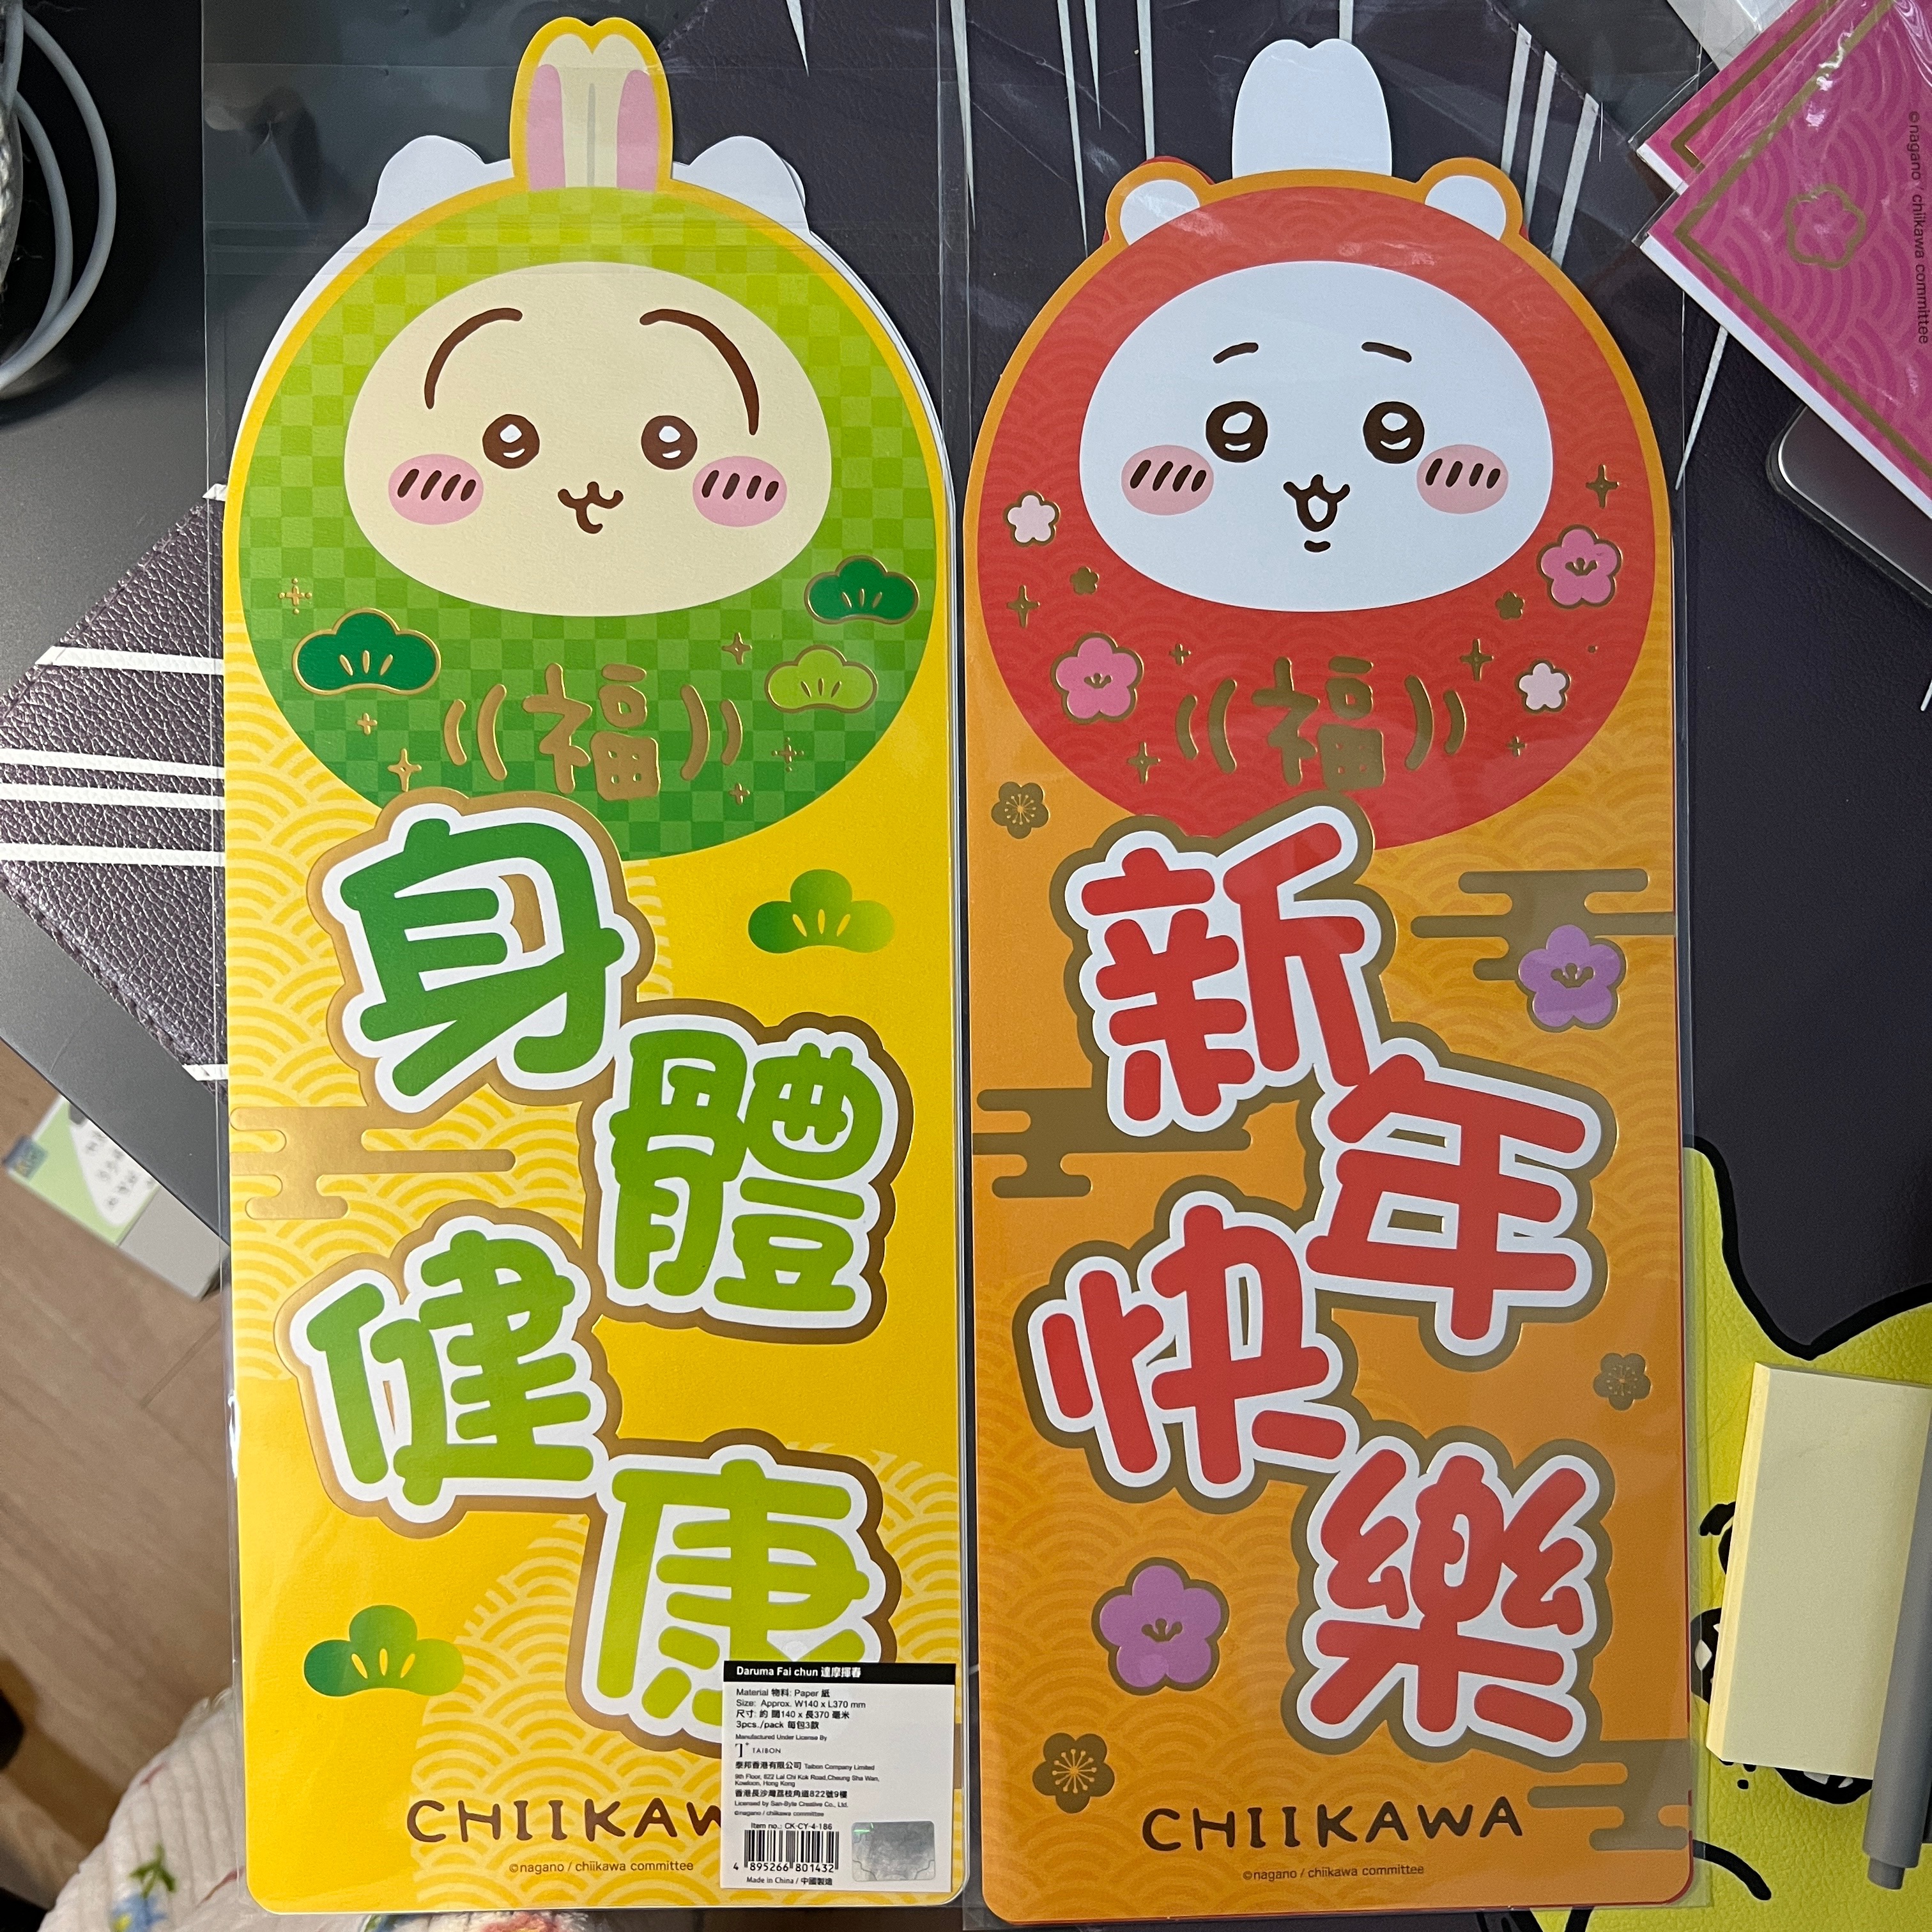 福
身
體
健
康
Daruma Fai chun 達摩揮春
Material 物料: Paper 紙
Size: Approx. W140 x L370 mm
尺寸: 約 闊140 x 長370 毫米
3pcs./pack 每包3款
Manufactured Under License By
TAIBON
泰邦香港有限公司 Taibon Company Limited
9th Floor, 822 Lai Chi Kok Road,Cheung Sha Wan,
Kowloon, Hong Kong
香港長沙灣荔枝角道822號9樓
Licensed by San-Byte Creative Co., Ltd.
©nagano / chiikawa committee
Item no.: CK-CY-4-186
4 895266 801432
Made in China / 中國製造
CHIIKAW
©nagano / chiikawa committee
福
新
年
快
樂
CHIIKAWA
©nagano / chiikawa committee
©nagano / chiikawa committee